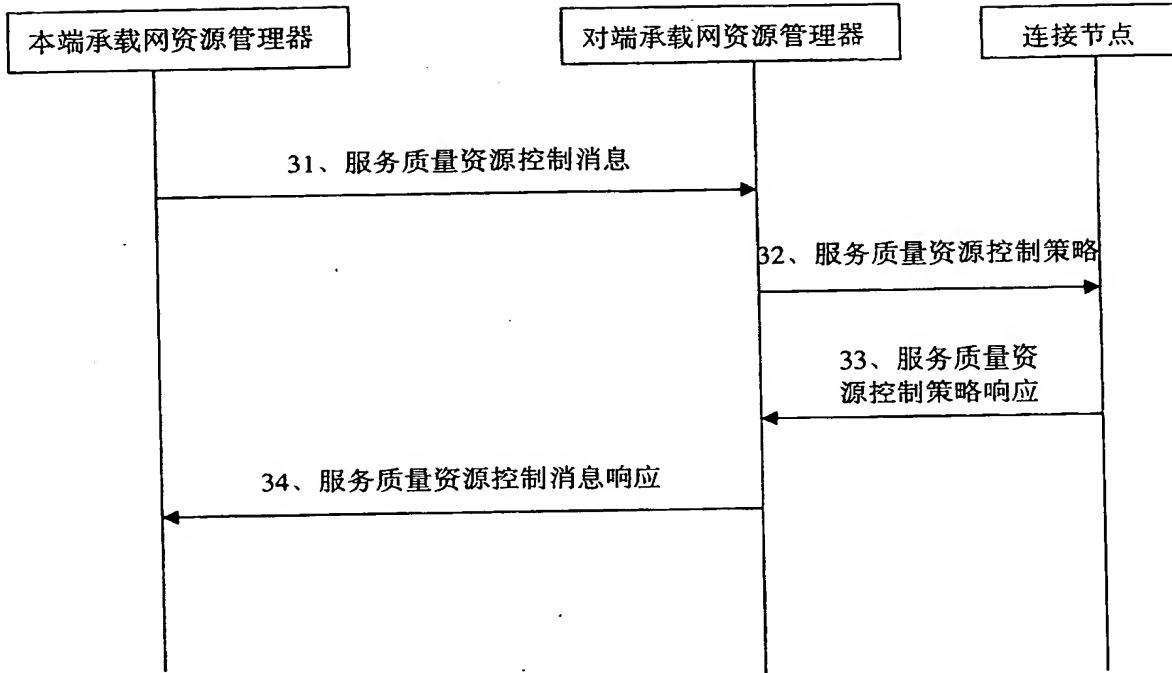 本端承载网资源管理器
对端承载网资源管理器
连接节点
31、服务质量资源控制消息
32、服务质量资源控制策略
33、服务质量资
源控制策略响应
34、服务质量资源控制消息响应